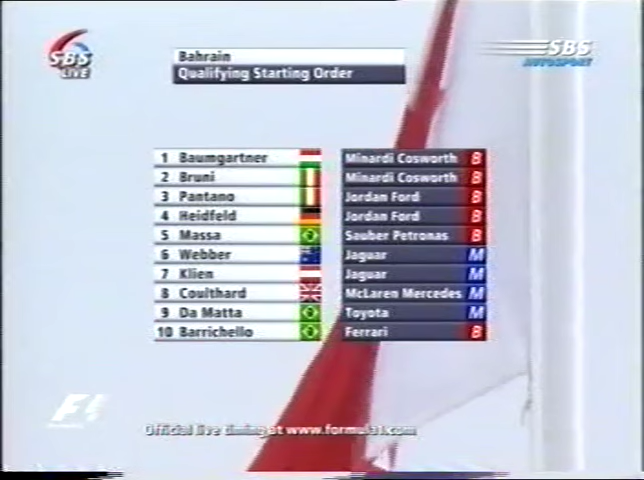 SBS
LIVE
SBS
AUTOSPORT
Bahrain
Qualifying Starting Order
1 Baumgartner Minardi Cosworth B
2 Bruni Minardi Cosworth B
3 Pantano Jordan Ford B
4 Heidfeld Jordan Ford B
5 Massa Sauber Petronas B
6 Webber Jaguar M
7 Klien Jaguar M
8 Coulthard McLaren Mercedes M
9 Da Matta Toyota M
10 Barrichello Ferrari B
F1
Official live timing at www.formula1.com